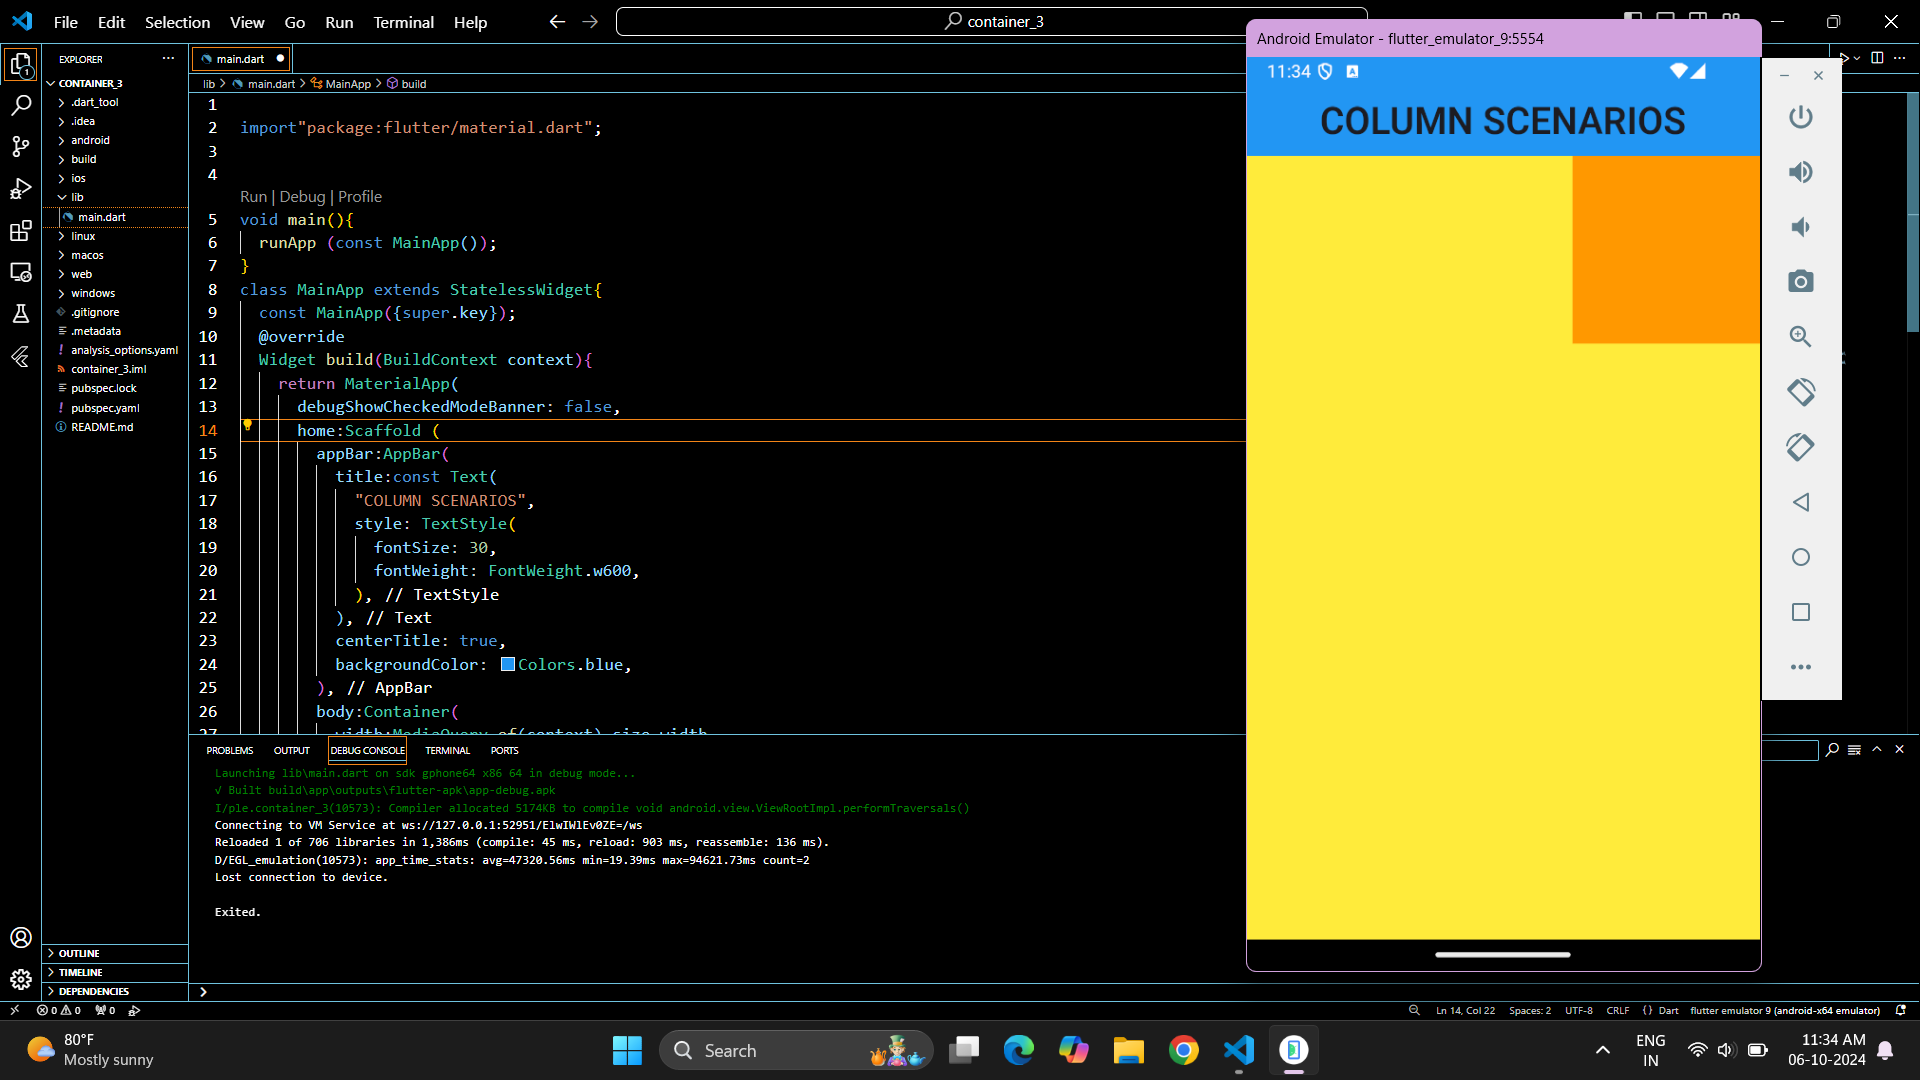 File Edit Selection View Go Run Terminal Help
container_3
EXPLORER
main.dart
CONTAINER_3
.dart_tool
.idea
android
build
ios
lib
main.dart
linux
macos
web
windows
.gitignore
.metadata
analysis_options.yaml
container_3.iml
pubspec.lock
pubspec.yaml
README.md
OUTLINE
TIMELINE
DEPENDENCIES
1
lib > main.dart > MainApp > build
1
2 import"package:flutter/material.dart";
3
4
Run | Debug | Profile
5 void main(){
6 runApp (const MainApp());
7 }
8 class MainApp extends StatelessWidget{
9 const MainApp({super.key});
10 @override
11 Widget build(BuildContext context){
12 return MaterialApp(
13 debugShowCheckedModeBanner: false,
14 home:Scaffold (
15 appBar:AppBar(
16 title:const Text(
17 "COLUMN SCENARIOS",
18 style: TextStyle(
19 fontSize: 30,
20 fontWeight: FontWeight.w600,
21 ), // TextStyle
22 ), // Text
23 centerTitle: true,
24 backgroundColor: Colors.blue,
25 ), // AppBar
26 body:Container(
27 width:MediaQuery.of(context).size.width
PROBLEMS OUTPUT DEBUG CONSOLE TERMINAL PORTS
Launching lib\main.dart on sdk gphone64 x86 64 in debug mode...
√ Built build\app\outputs\flutter-apk\app-debug.apk
I/ple.container_3(10573): Compiler allocated 5174KB to compile void android.view.ViewRootImpl.performTraversals()
Connecting to VM Service at ws://127.0.0.1:52951/ElwIWlEv0ZE=/ws
Reloaded 1 of 706 libraries in 1,386ms (compile: 45 ms, reload: 903 ms, reassemble: 136 ms).
D/EGL_emulation(10573): app_time_stats: avg=47320.56ms min=19.39ms max=94621.73ms count=2
Lost connection to device.
Exited.
Android Emulator - flutter_emulator_9:5554
11:34
COLUMN SCENARIOS
0 0 0
Ln 14, Col 22 Spaces: 2 UTF-8 CRLF { } Dart flutter emulator 9 (android-x64 emulator)
80°F
Mostly sunny
Search
ENG
IN
11:34 AM
06-10-2024